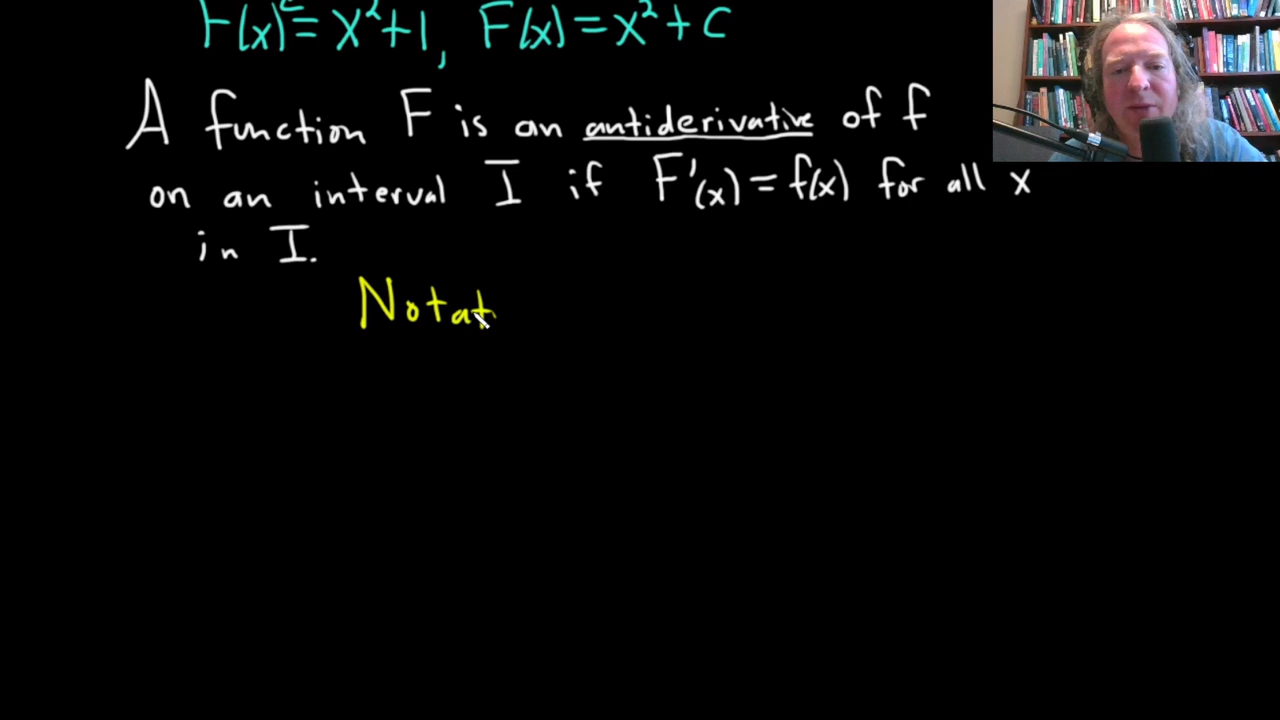 F(x) = x² + 1, F(x) = x² + C
A function F is an antiderivative of f
on an interval I if F'(x) = f(x) for all x
in I.
Notat